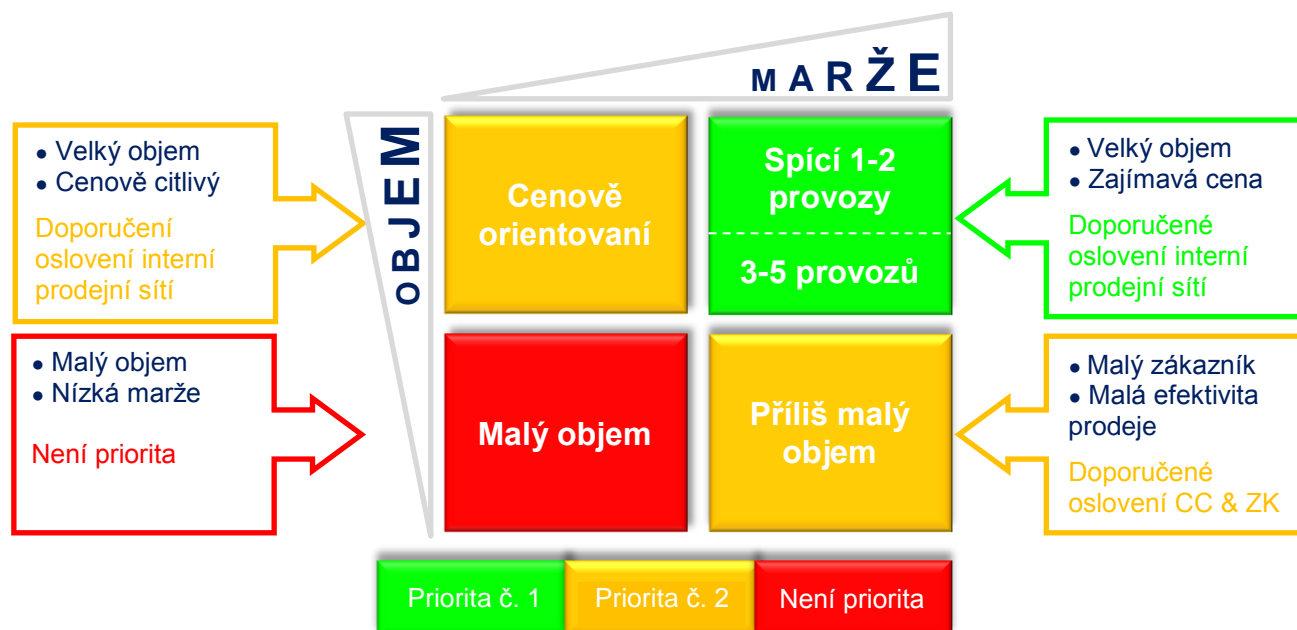 MARŽE
OBJEM
● Velký objem
● Cenově citlivý
Doporučení
oslovení interní
prodejní sítí
Cenově
orientovaní
Spící 1-2
provozy
3-5 provozů
● Velký objem
● Zajímavá cena
Doporučené
oslovení interní
prodejní sítí
● Malý objem
● Nízká marže
Není priorita
Malý objem
Příliš malý
objem
● Malý zákazník
● Malá efektivita
prodeje
Doporučené
oslovení CC & ZK
Priorita č. 1
Priorita č. 2
Není priorita